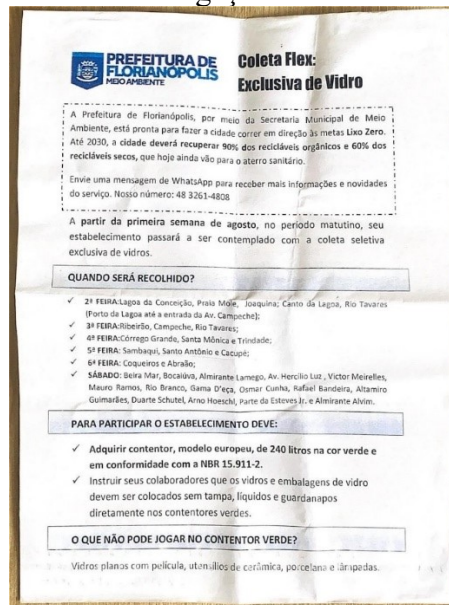 PREFEITURA DE
FLORIANÓPOLIS
MEIO AMBIENTE
Coleta Flex:
Exclusiva de Vidro
A Prefeitura de Florianópolis, por meio da Secretaria Municipal de Meio
Ambiente, está pronta para fazer a cidade correr em direção às metas Lixo Zero.
Até 2030, a cidade deverá recuperar 90% dos recicláveis orgânicos e 60% dos
recicláveis secos, que hoje ainda vão para o aterro sanitário.
Envie uma mensagem de WhatsApp para receber mais informações e novidades
do serviço. Nosso número: 48 3261-4808
A partir da primeira semana de agosto, no período matutino, seu
estabelecimento passará a ser contemplado com a coleta seletiva
exclusiva de vidros.
QUANDO SERÁ RECOLHIDO?
✓ 2ª FEIRA:Lagoa da Conceição, Praia Mole, Joaquina; Canto da Lagoa, Rio Tavares
(Porto da Lagoa até a entrada da Av. Campeche);
✓ 3ª FEIRA:Ribeirão, Campeche, Rio Tavares;
✓ 4ª FEIRA:Córrego Grande, Santa Mônica e Trindade;
✓ 5ª FEIRA: Sambaqui, Santo Antônio e Cacupé;
✓ 6ª FEIRA: Coqueiros e Abraão;
✓ SÁBADO: Beira Mar, Bocaiúva, Almirante Lamego, Av. Hercílio Luz , Victor Meirelles,
Mauro Ramos, Rio Branco, Gama D'eça, Osmar Cunha, Rafael Bandeira, Altamiro
Guimarães, Duarte Schutel, Arno Hoeschl, Parte da Esteves Jr. e Almirante Alvim.
PARA PARTICIPAR O ESTABELECIMENTO DEVE:
✓ Adquirir contentor, modelo europeu, de 240 litros na cor verde e
em conformidade com a NBR 15.911-2.
✓ Instruir seus colaboradores que os vidros e embalagens de vidro
devem ser colocados sem tampa, líquidos e guardanapos
diretamente nos contentores verdes.
O QUE NÃO PODE JOGAR NO CONTENTOR VERDE?
Vidros planos com película, utensílios de cerâmica, porcelana e lâmpadas.